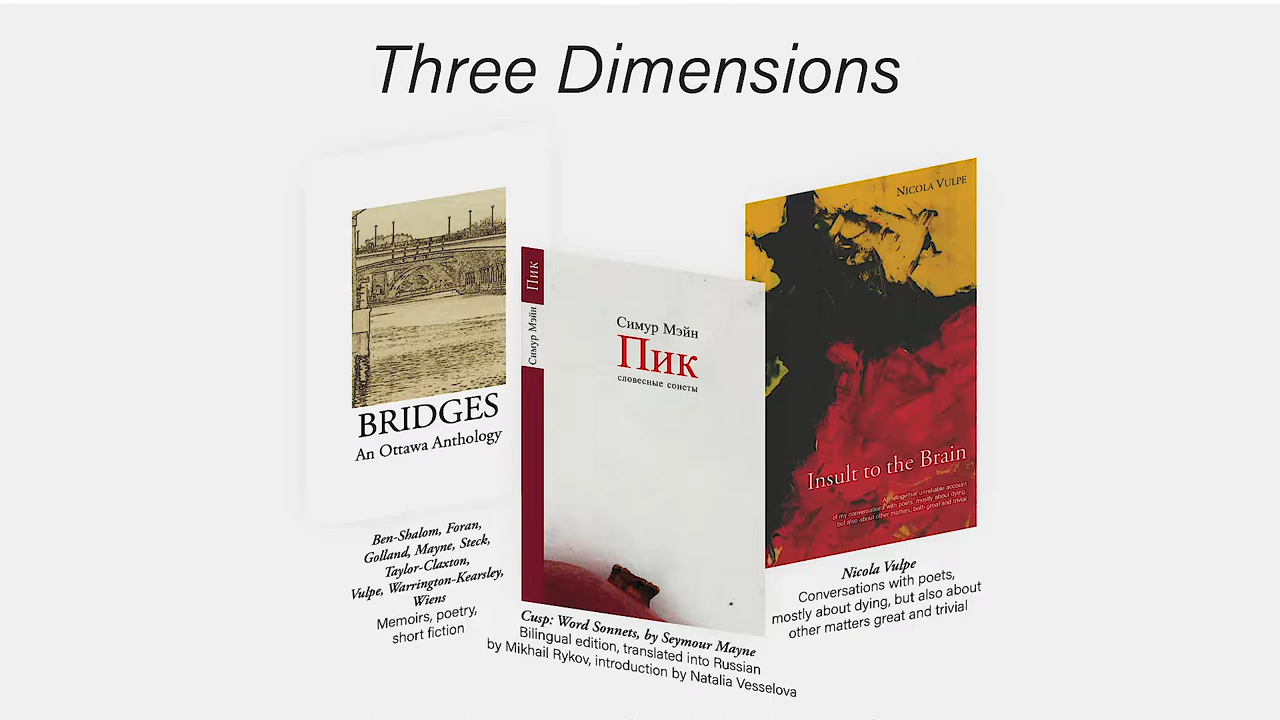 Three Dimensions
BRIDGES
An Ottawa Anthology
Ben-Shalom, Foran,
Golland, Mayne, Steck,
Taylor-Claxton,
Vulpe, Warrington-Kearsley,
Wiens
Memoirs, poetry,
short fiction
Симур Мэйн
Пик
Симур Мэйн
Пик
словесные сонеты
Cusp: Word Sonnets, by Seymour Mayne
Bilingual edition, translated into Russian
by Mikhail Rykov, introduction by Natalia Vesselova
NICOLA VULPE
Insult to the Brain
An altogether unreliable account
of my conversations with poets, mostly about dying,
but also about other matters, both great and trivial
Nicola Vulpe
Conversations with poets,
mostly about dying, but also about
other matters great and trivial